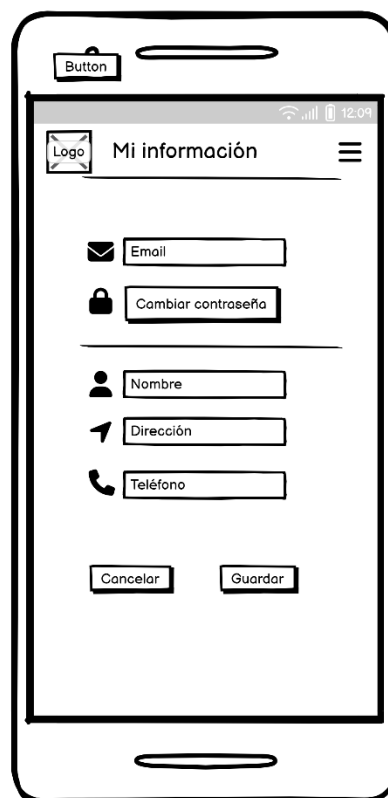 Button
12:09
Logo
Mi información
Email
Cambiar contraseña
Nombre
Dirección
Teléfono
Cancelar
Guardar